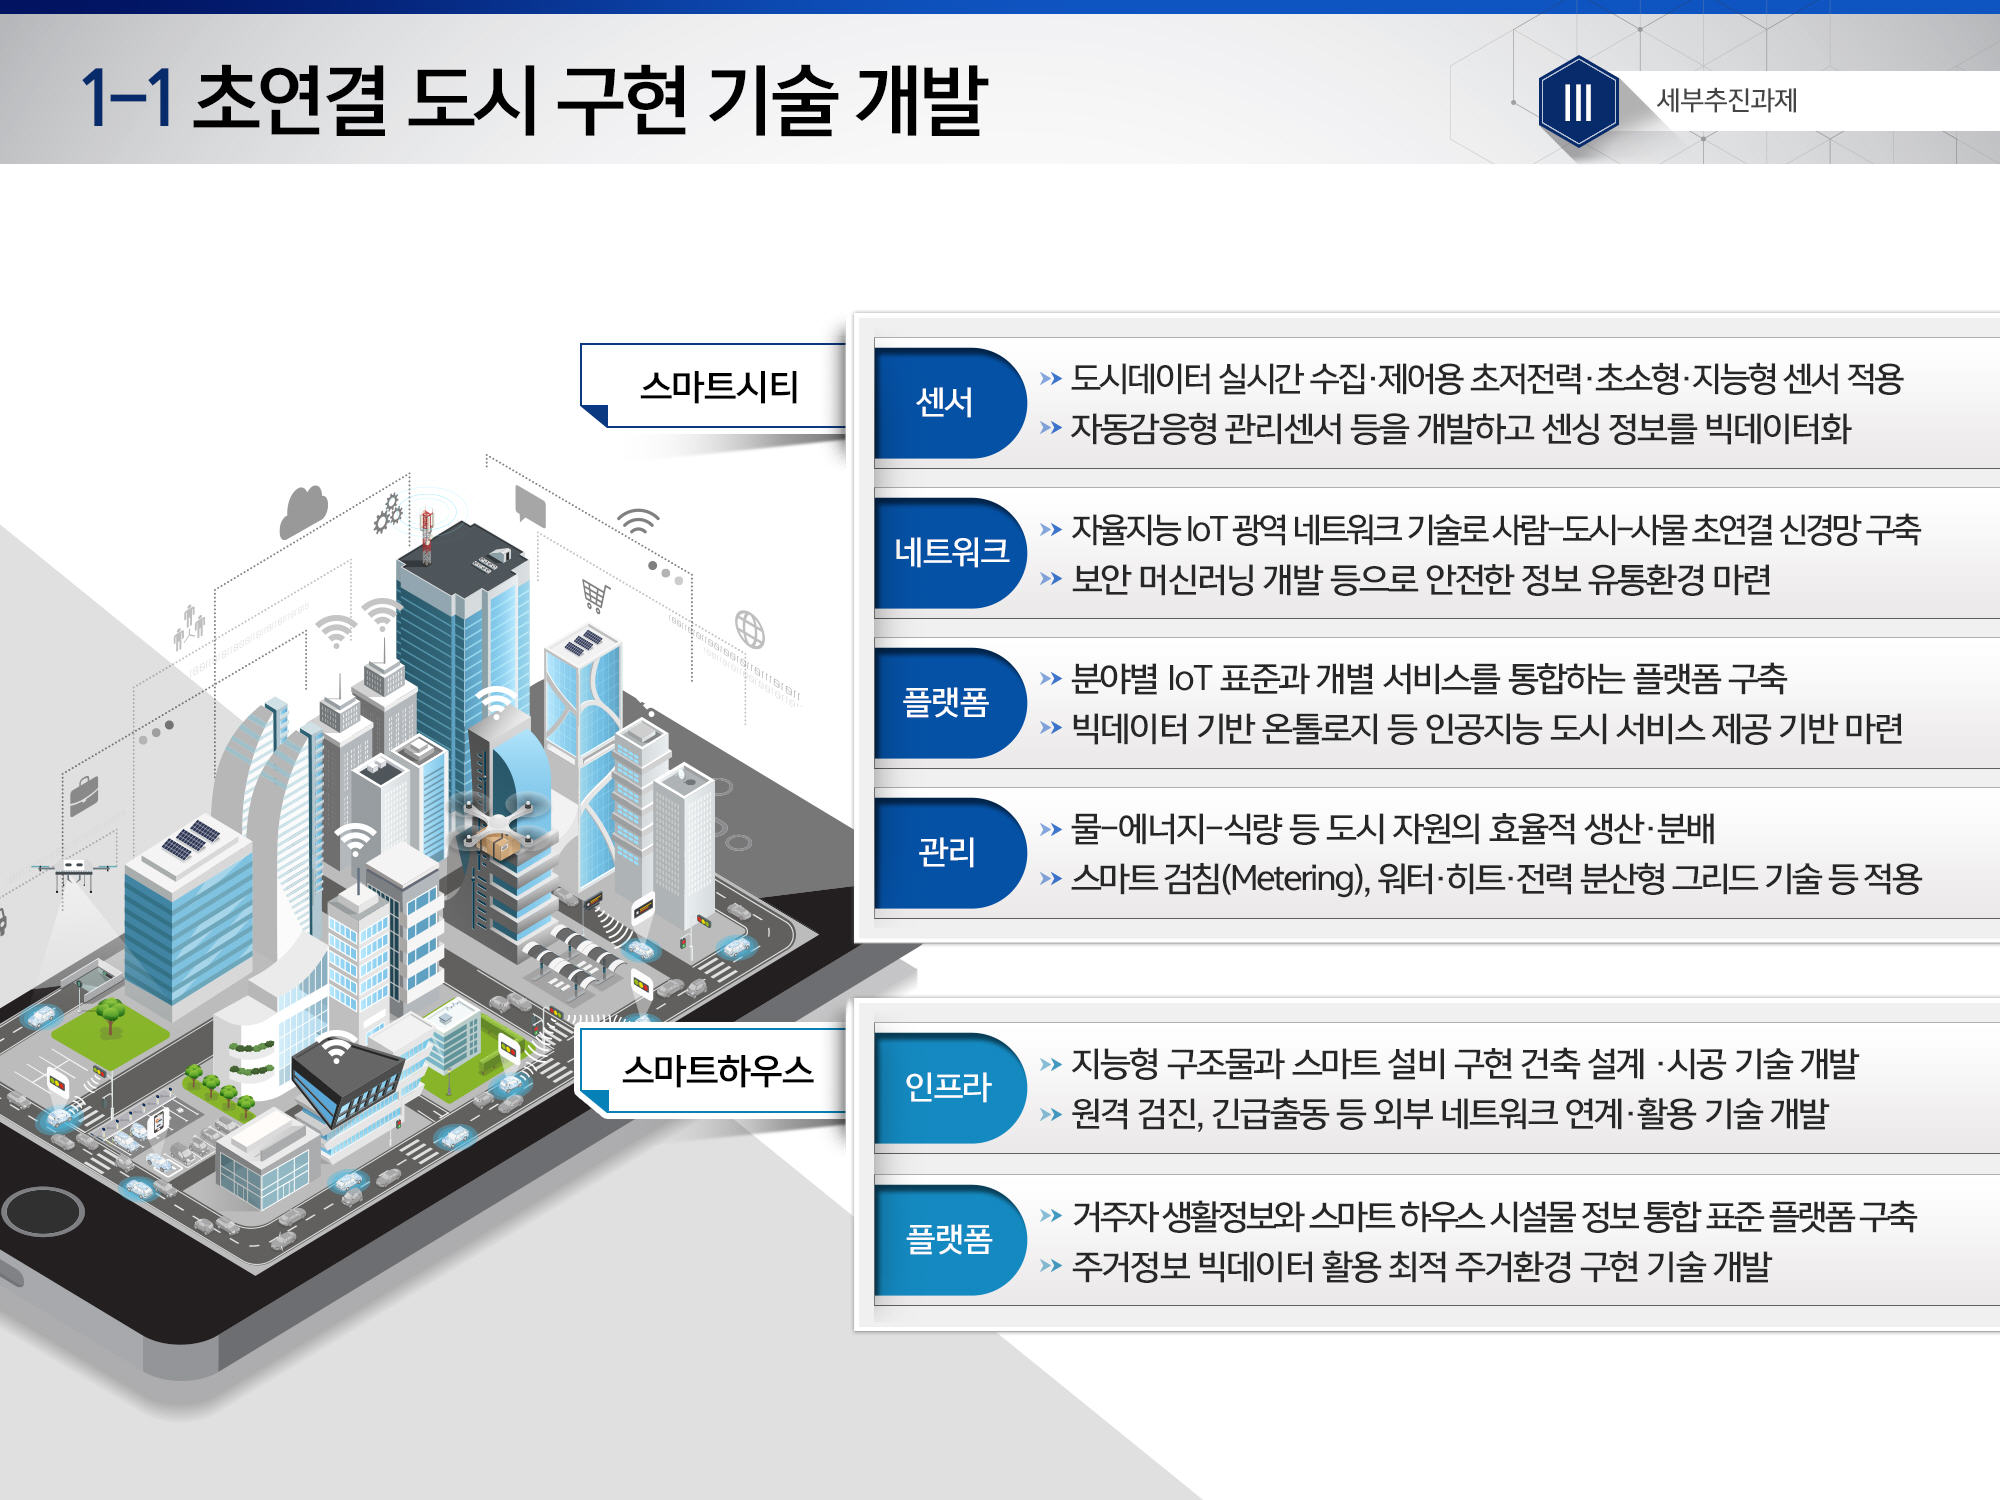 1-1 초연결 도시 구현 기술 개발
III 세부추진과제
스마트시티
센서
도시데이터 실시간 수집·제어용 초저전력·초소형·지능형 센서 적용
자동감응형 관리센서 등을 개발하고 센싱 정보를 빅데이터화
네트워크
자율지능 IoT 광역 네트워크 기술로 사람-도시-사물 초연결 신경망 구축
보안 머신러닝 개발 등으로 안전한 정보 유통환경 마련
플랫폼
분야별 IoT 표준과 개별 서비스를 통합하는 플랫폼 구축
빅데이터 기반 온톨로지 등 인공지능 도시 서비스 제공 기반 마련
관리
물-에너지-식량 등 도시 자원의 효율적 생산·분배
스마트 검침(Metering), 워터·히트·전력 분산형 그리드 기술 등 적용
스마트하우스
인프라
지능형 구조물과 스마트 설비 구현 건축 설계 ·시공 기술 개발
원격 검진, 긴급출동 등 외부 네트워크 연계·활용 기술 개발
플랫폼
거주자 생활정보와 스마트 하우스 시설물 정보 통합 표준 플랫폼 구축
주거정보 빅데이터 활용 최적 주거환경 구현 기술 개발